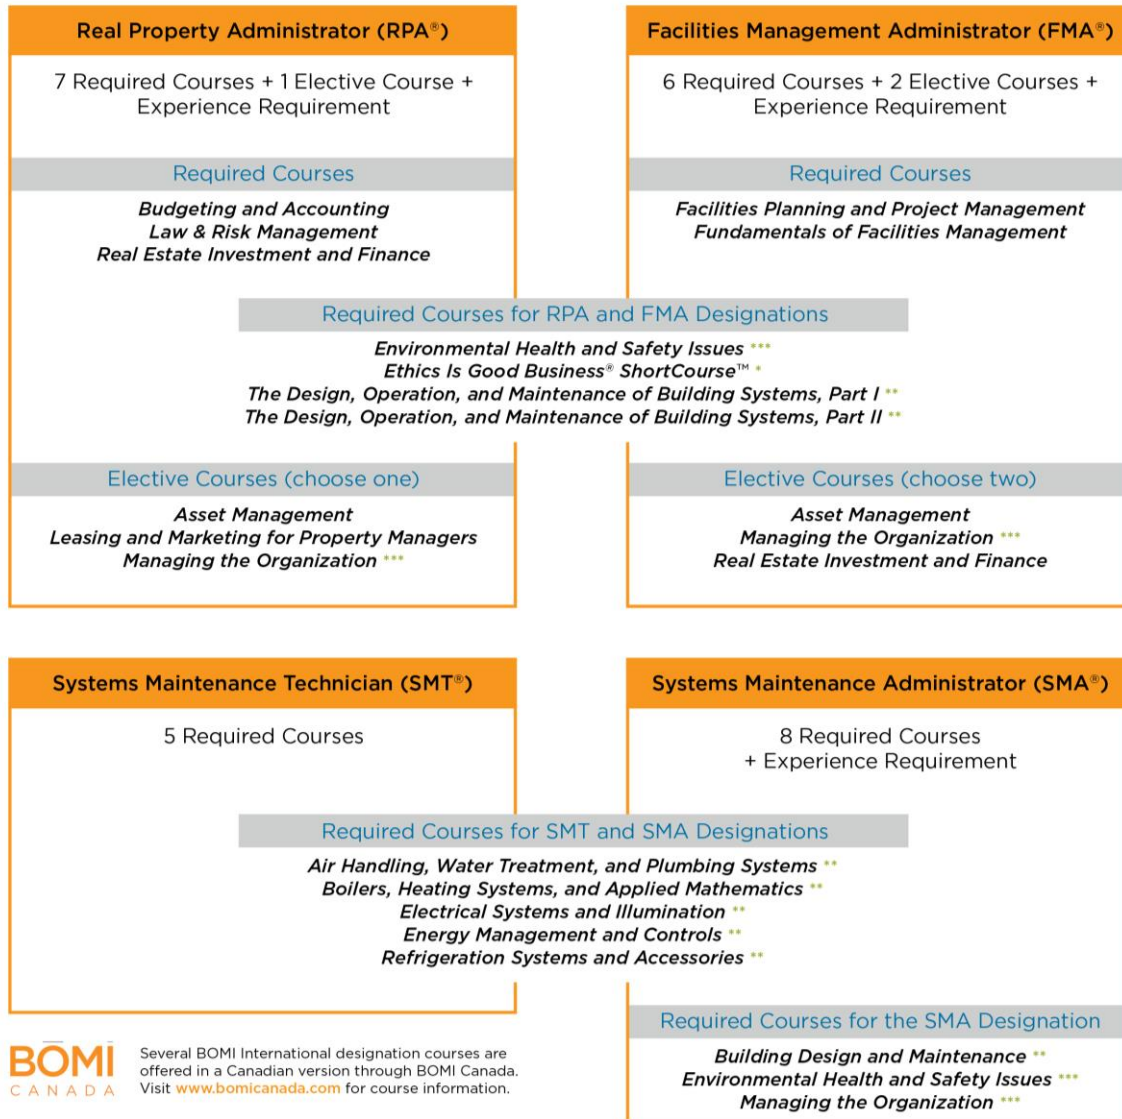 Real Property Administrator (RPA®)
7 Required Courses + 1 Elective Course +
Experience Requirement
Required Courses
Budgeting and Accounting
Law & Risk Management
Real Estate Investment and Finance
Facilities Management Administrator (FMA®)
6 Required Courses + 2 Elective Courses +
Experience Requirement
Required Courses
Facilities Planning and Project Management
Fundamentals of Facilities Management
Required Courses for RPA and FMA Designations
Environmental Health and Safety Issues ***
Ethics Is Good Business® ShortCourse™ *
The Design, Operation, and Maintenance of Building Systems, Part I **
The Design, Operation, and Maintenance of Building Systems, Part II **
Elective Courses (choose one)
Asset Management
Leasing and Marketing for Property Managers
Managing the Organization ***
Elective Courses (choose two)
Asset Management
Managing the Organization ***
Real Estate Investment and Finance
Systems Maintenance Technician (SMT®)
5 Required Courses
Systems Maintenance Administrator (SMA®)
8 Required Courses
+ Experience Requirement
Required Courses for SMT and SMA Designations
Air Handling, Water Treatment, and Plumbing Systems **
Boilers, Heating Systems, and Applied Mathematics **
Electrical Systems and Illumination **
Energy Management and Controls **
Refrigeration Systems and Accessories **
Required Courses for the SMA Designation
Building Design and Maintenance **
Environmental Health and Safety Issues ***
Managing the Organization ***
BOMI
CANADA
Several BOMI International designation courses are
offered in a Canadian version through BOMI Canada.
Visit www.bomicanada.com for course information.